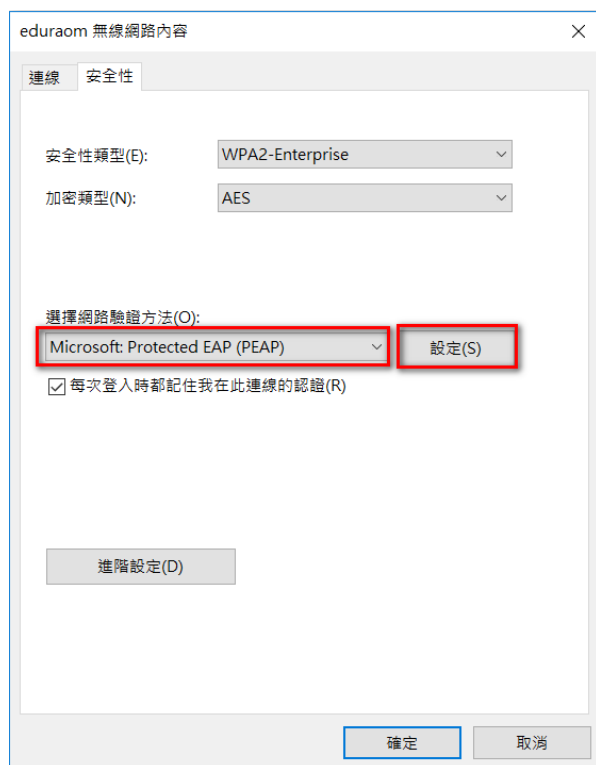 eduraom 無線網路內容
連線 安全性
安全性類型(E): WPA2-Enterprise
加密類型(N): AES
選擇網路驗證方法(O):
Microsoft: Protected EAP (PEAP) 設定(S)
每次登入時都記住我在此連線的認證(R)
進階設定(D)
確定 取消